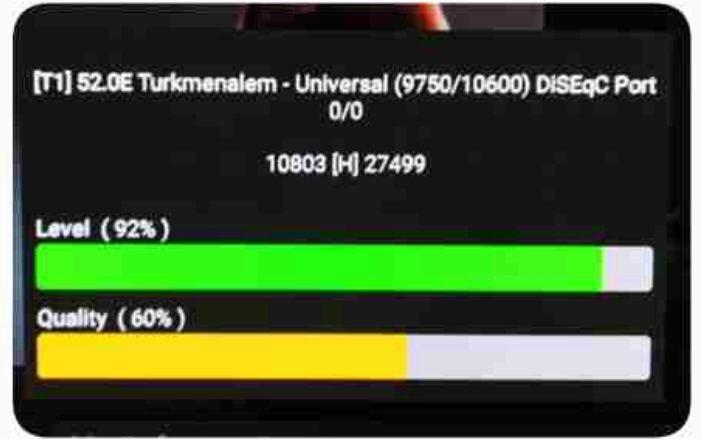 [T1] 52.0E Turkmenalem - Universal (9750/10600) DiSEqC Port
0/0
10803 [H] 27499
Level ( 92% )
Quality ( 60% )